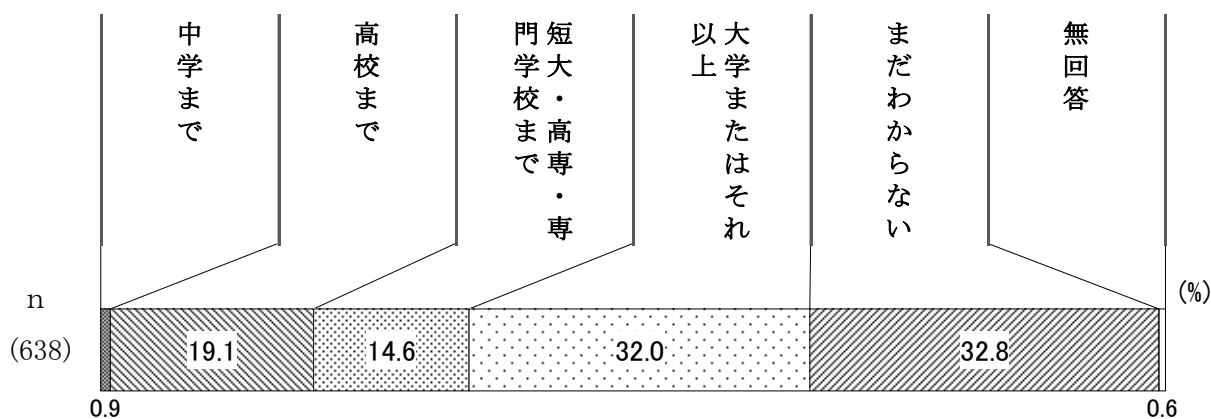 中学まで
高校まで
短大・高専・専
門学校まで
大学またはそれ
以上
まだわからない
無回答
n
(%)
(638)
19.1
14.6
32.0
32.8
0.9
0.6